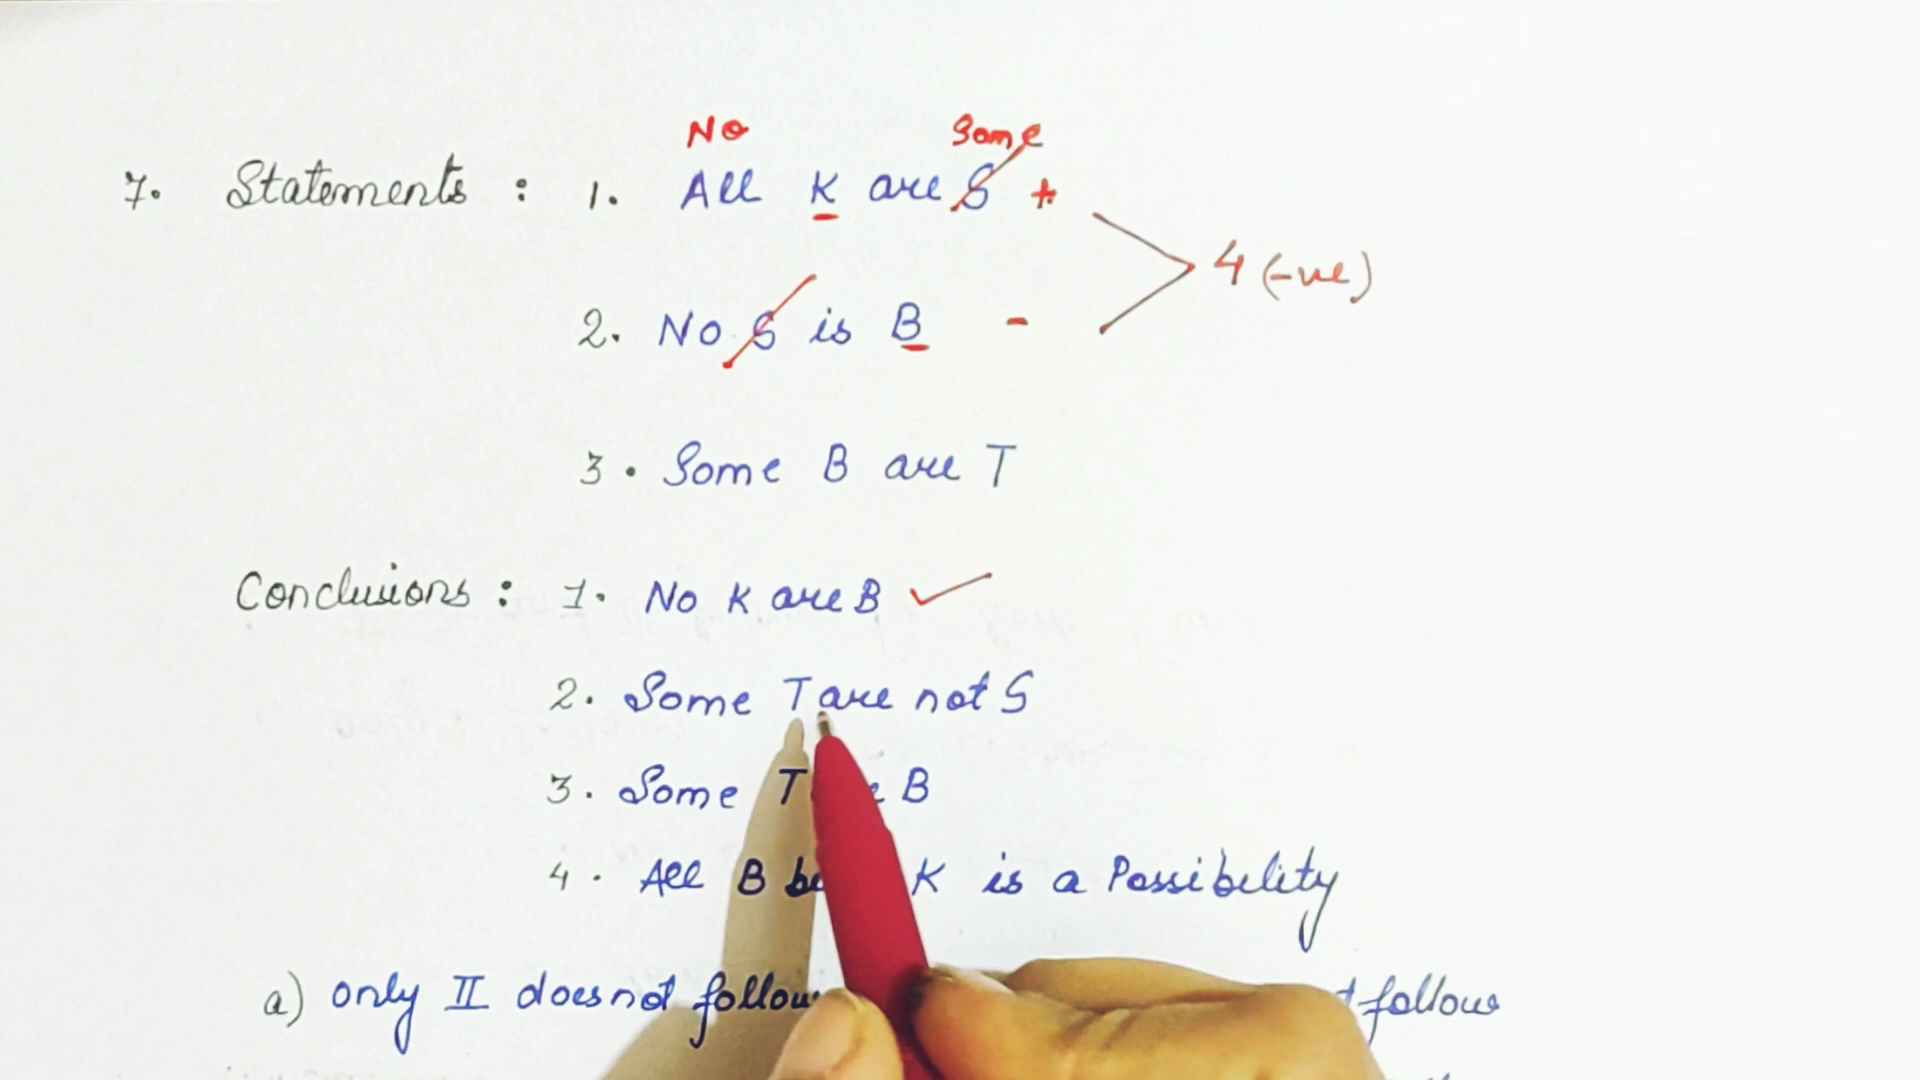 No Some
7. Statements : 1. All K are S +
4 (-ve)
2. No S is B -
3. Some B are T
Conclusions : 1. No K are B ✓
2. Some T are not S
3. Some T B
4. All B K is a Possibility
a) only II does not follow follows